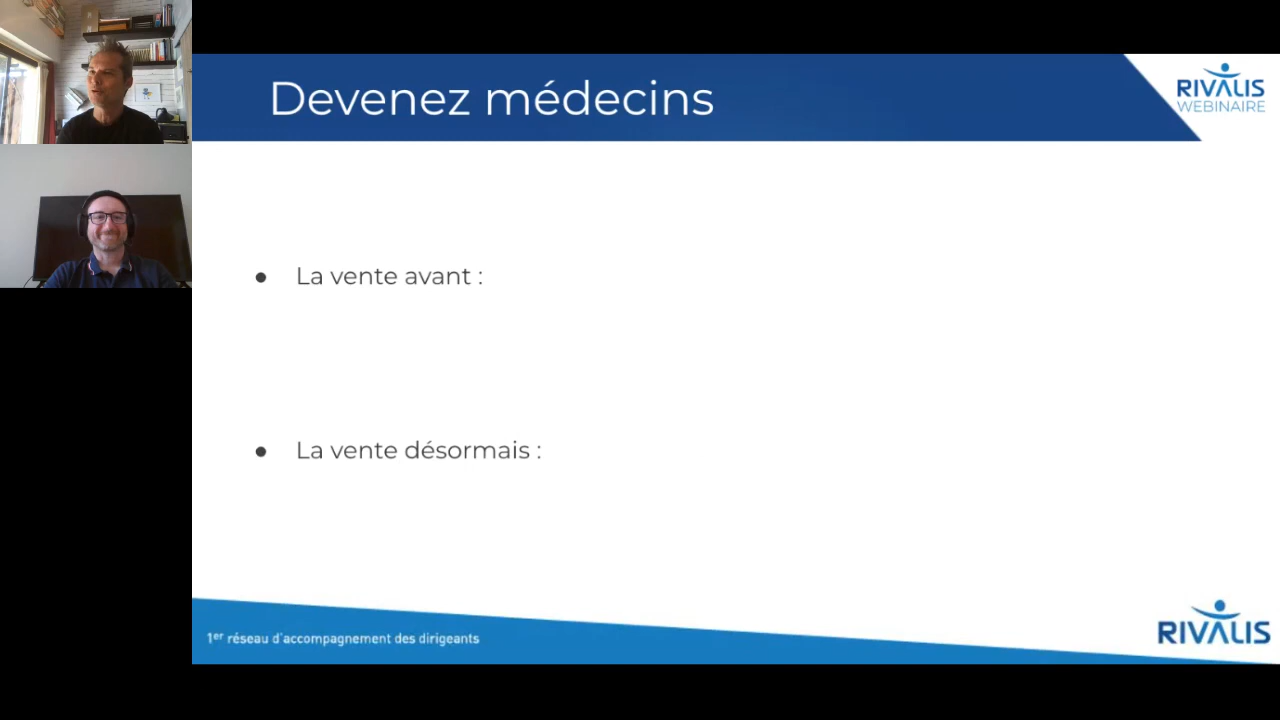 Devenez médecins
RIVALIS
WEBINAIRE
● La vente avant :
● La vente désormais :
1er réseau d'accompagnement des dirigeants
RIVALIS